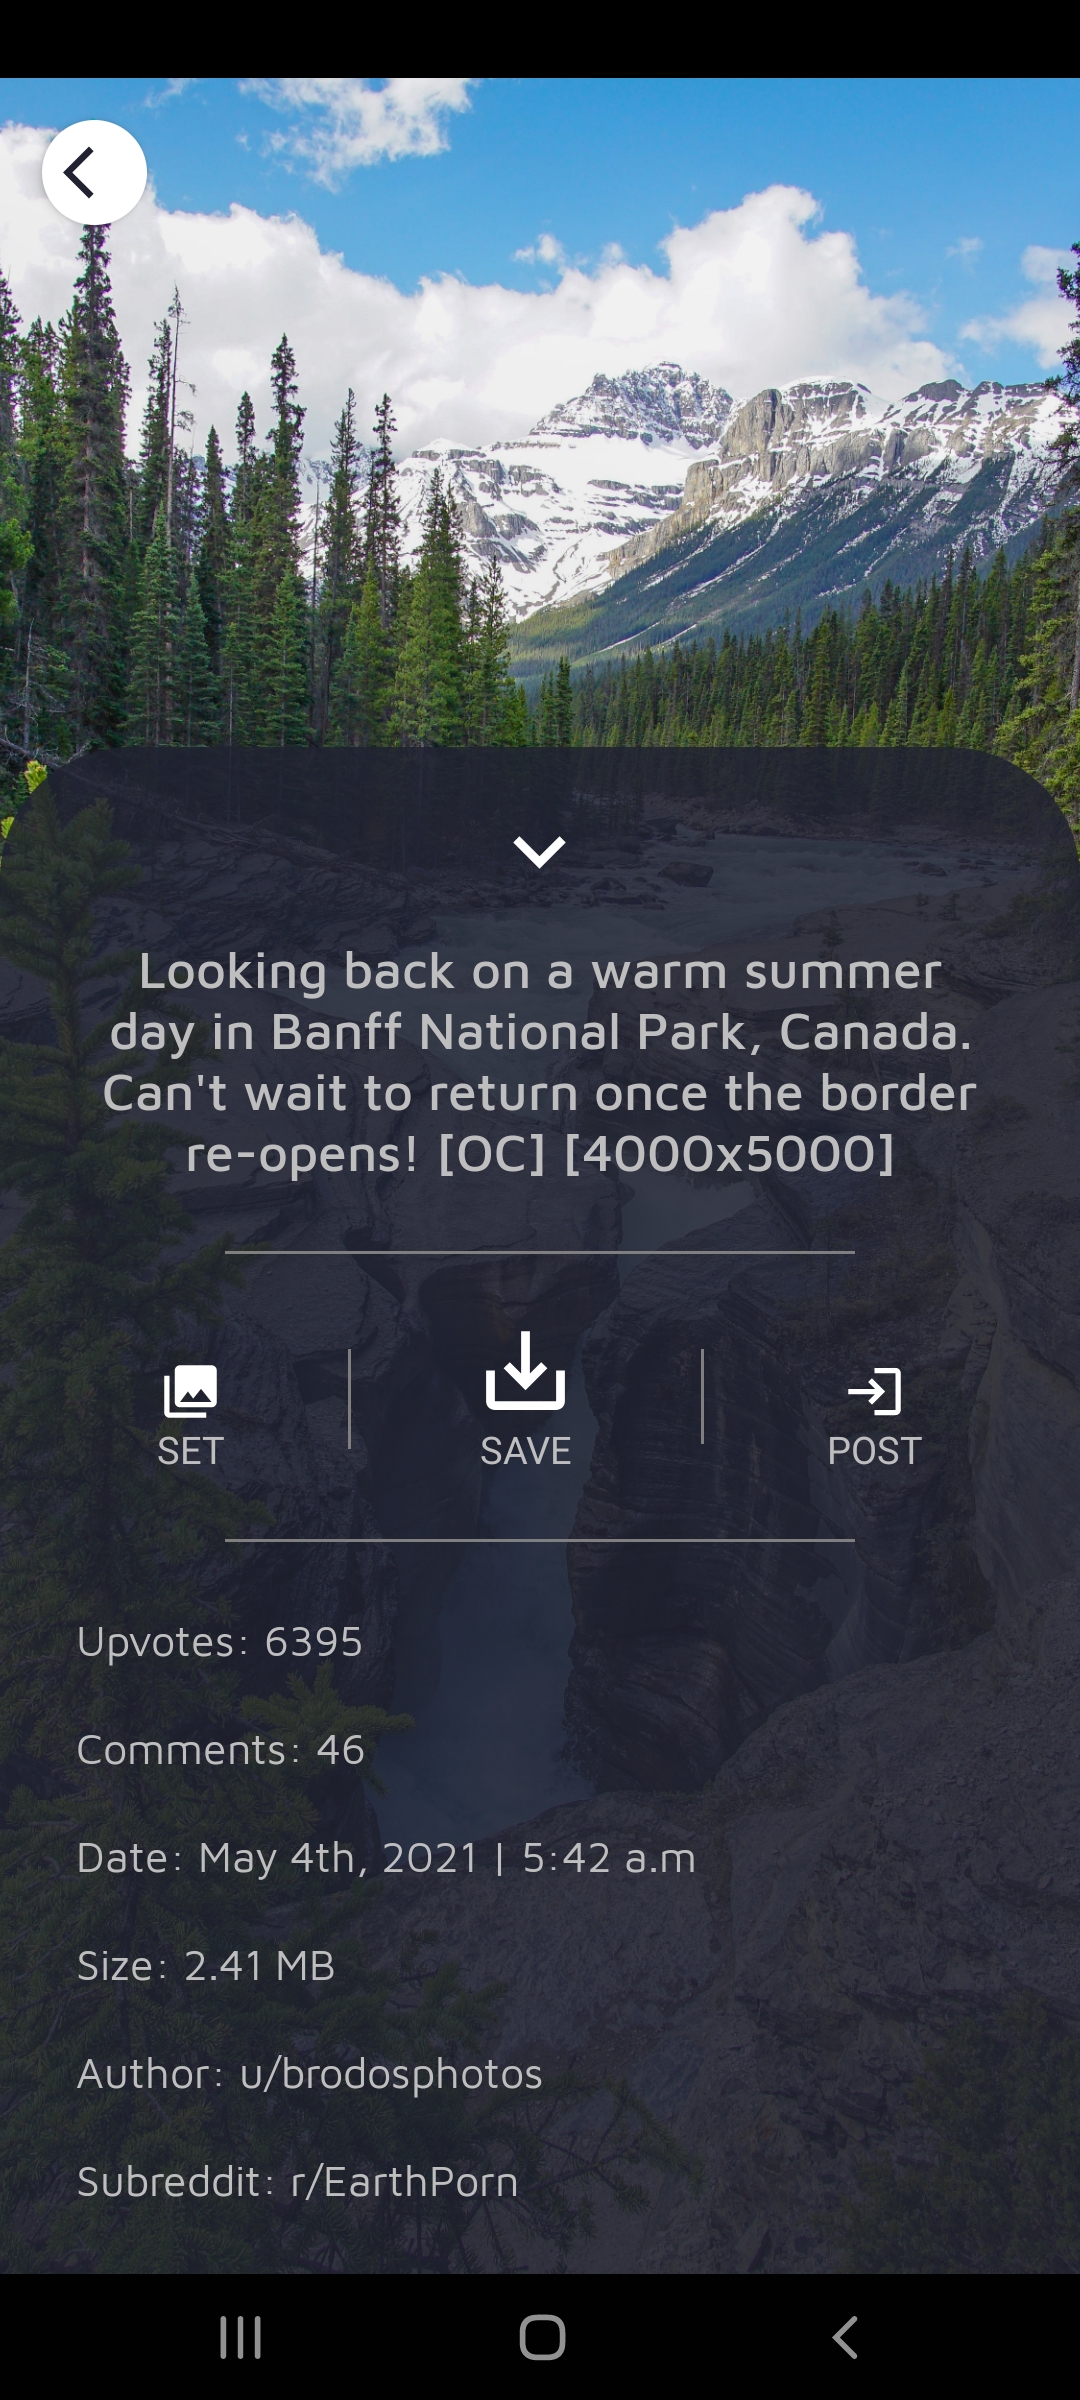 Looking back on a warm summer
day in Banff National Park, Canada.
Can't wait to return once the border
re-opens! [OC] [4000x5000]
SET
SAVE
POST
Upvotes: 6395
Comments: 46
Date: May 4th, 2021 | 5:42 a.m
Size: 2.41 MB
Author: u/brodosphotos
Subreddit: r/EarthPorn